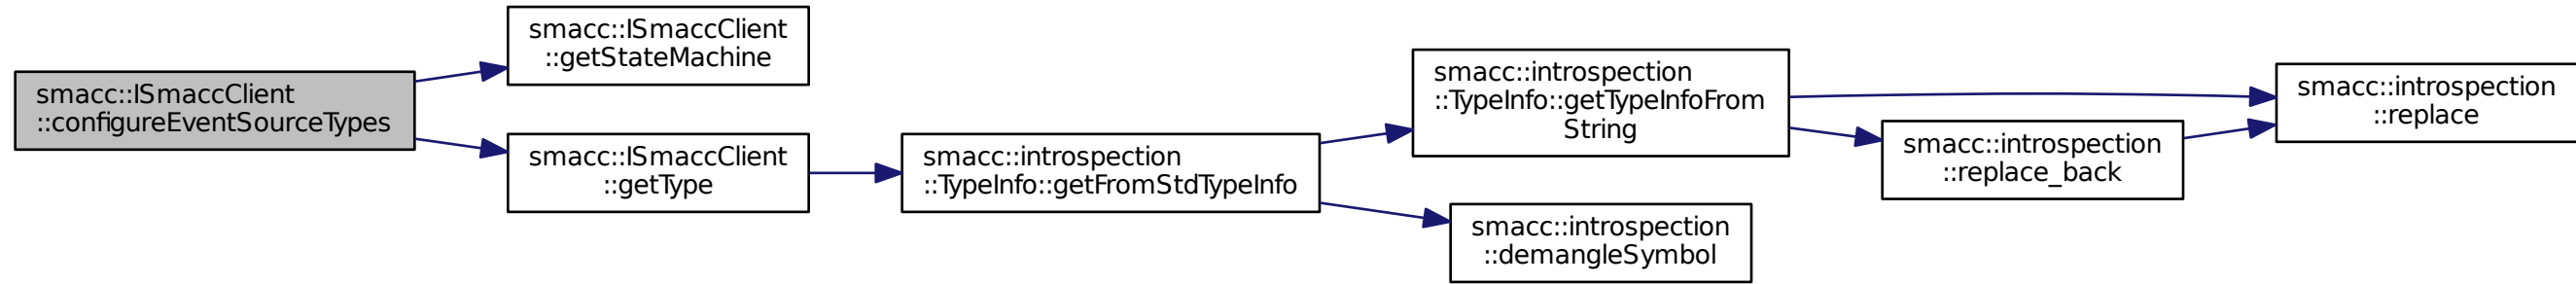 smacc::ISmaccClient
::configureEventSourceTypes
smacc::ISmaccClient
::getStateMachine
smacc::ISmaccClient
::getType
smacc::introspection
::TypeInfo::getFromStdTypeInfo
smacc::introspection
::TypeInfo::getTypeInfoFrom
String
smacc::introspection
::demangleSymbol
smacc::introspection
::replace_back
smacc::introspection
::replace